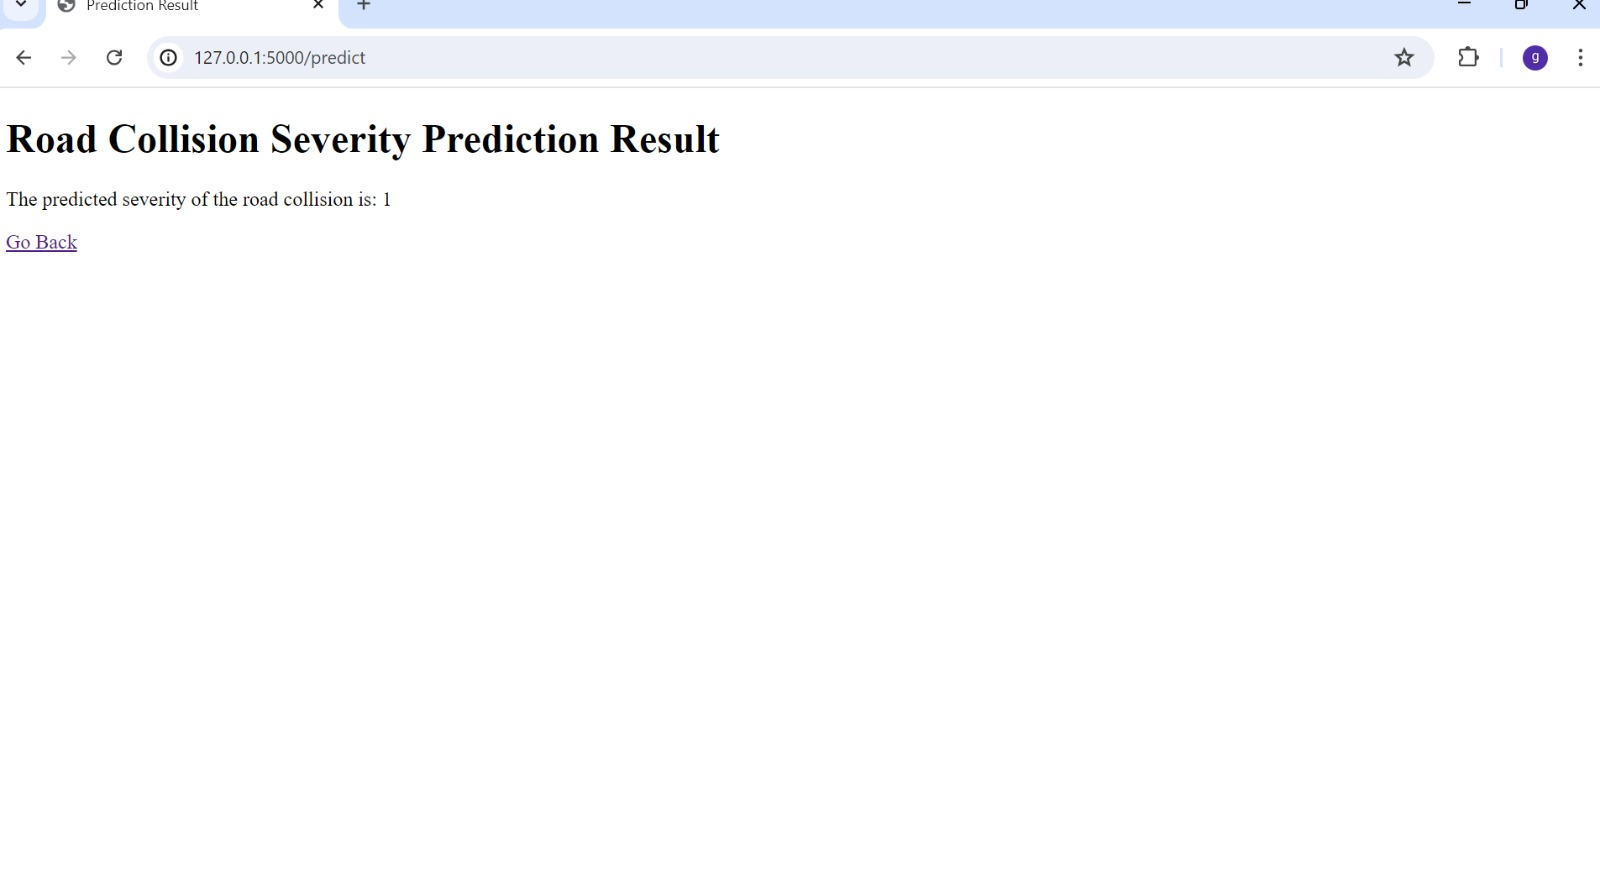 Prediction Result
127.0.0.1:5000/predict
g
Road Collision Severity Prediction Result
The predicted severity of the road collision is: 1
Go Back